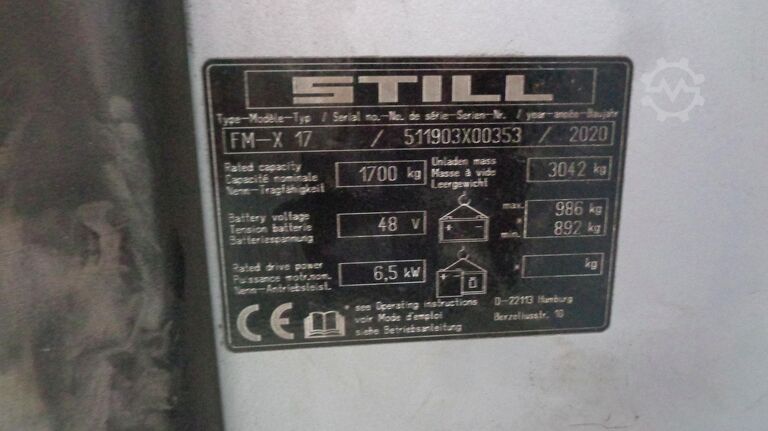 STILL
Type-Modèle-Typ / Serial no.-No. de série-Serien-Nr. / year-année-Baujahr
FM-X 17 / 511903X00353 / 2020
Rated capacity
Capacité nominale
Nenn-Tragfähigkeit
1700 kg
Unladen mass
Masse à vide
Leergewicht
3042 kg
Battery voltage
Tension batterie
Batteriespannung
48 V
max. 986 kg
min. 892 kg
Rated drive power
Puissance motr.nom.
Nenn-Antriebsleist.
6,5 kW
* kg
CE
* see Operating instructions
voir Mode d'emploi
siehe Betriebsanleitung
D-22113 Hamburg
Berzeliusstr. 10